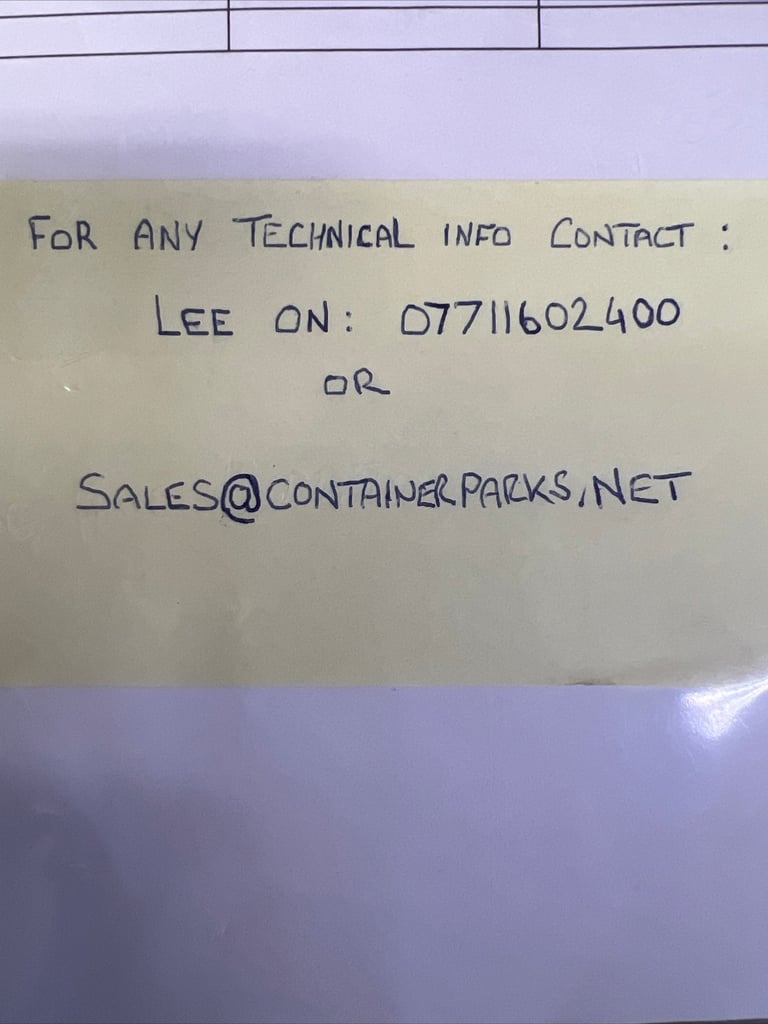 FOR ANY TECHNICAL INFO CONTACT :
LEE ON: 07711602400
OR
SALES@CONTAINERPARKS.NET